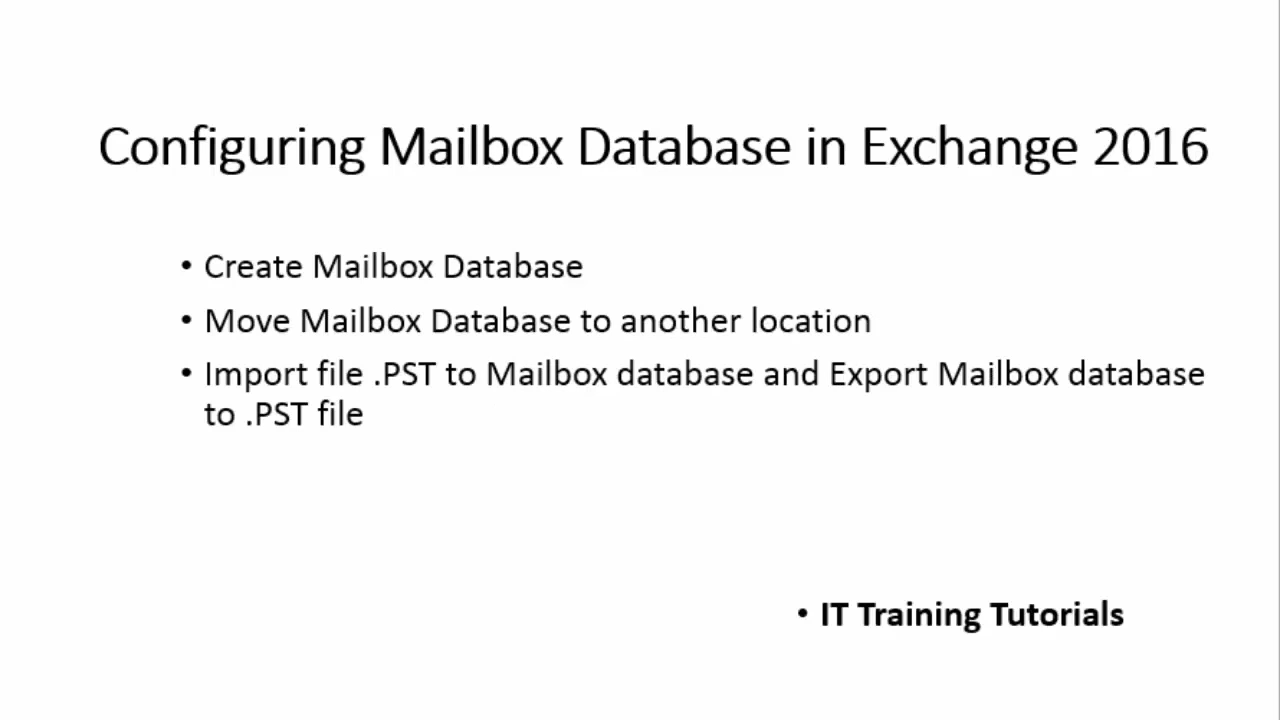 Configuring Mailbox Database in Exchange 2016
• Create Mailbox Database
• Move Mailbox Database to another location
• Import file .PST to Mailbox database and Export Mailbox database
to .PST file
• IT Training Tutorials